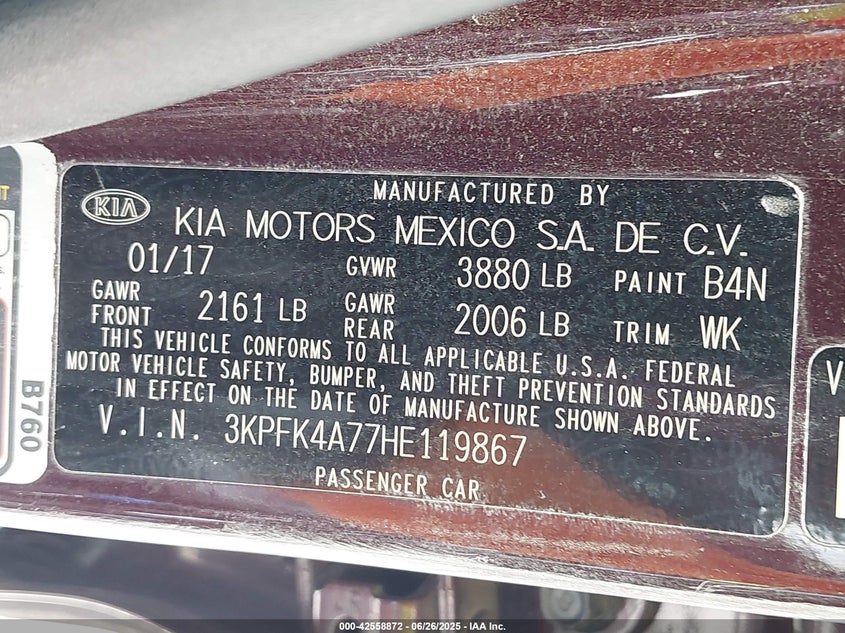 MANUFACTURED BY
KIA
KIA MOTORS MEXICO S.A. DE C.V.
01/17 GVWR 3880 LB PAINT B4N
GAWR FRONT 2161 LB GAWR REAR 2006 LB TRIM WK
THIS VEHICLE CONFORMS TO ALL APPLICABLE U.S.A. FEDERAL
MOTOR VEHICLE SAFETY, BUMPER, AND THEFT PREVENTION STANDARDS
IN EFFECT ON THE DATE OF MANUFACTURE SHOWN ABOVE.
V.I.N. 3KPFK4A77HE119867
PASSENGER CAR
B760
V
000-42558872 - 06/26/2025 - IAA Inc.